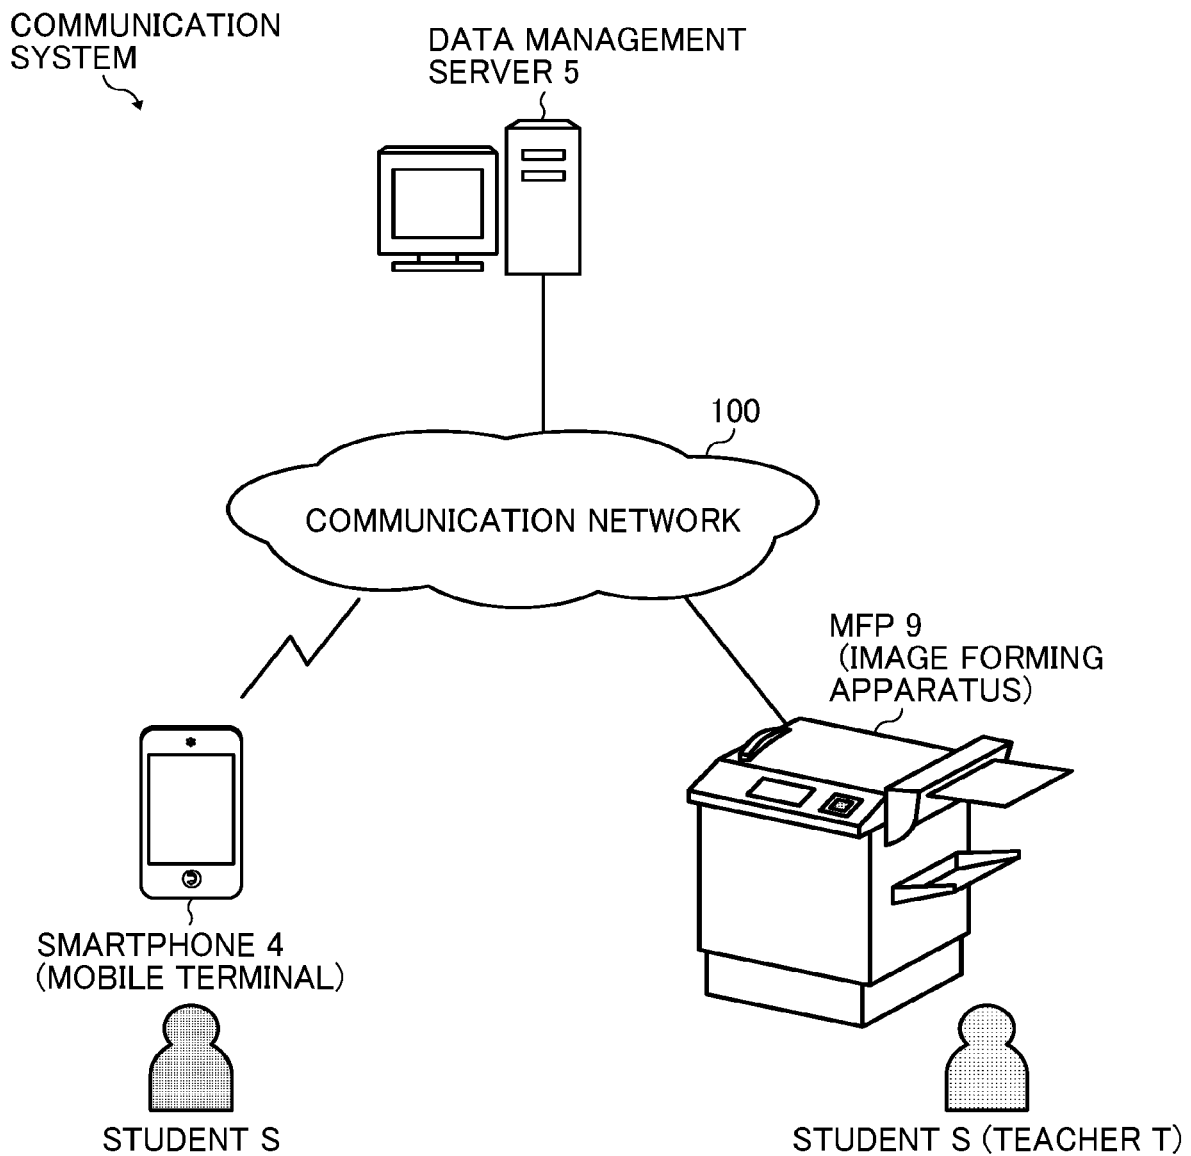 COMMUNICATION
SYSTEM
DATA MANAGEMENT
SERVER 5
100
COMMUNICATION NETWORK
MFP 9
(IMAGE FORMING
APPARATUS)
SMARTPHONE 4
(MOBILE TERMINAL)
STUDENT S
STUDENT S (TEACHER T)